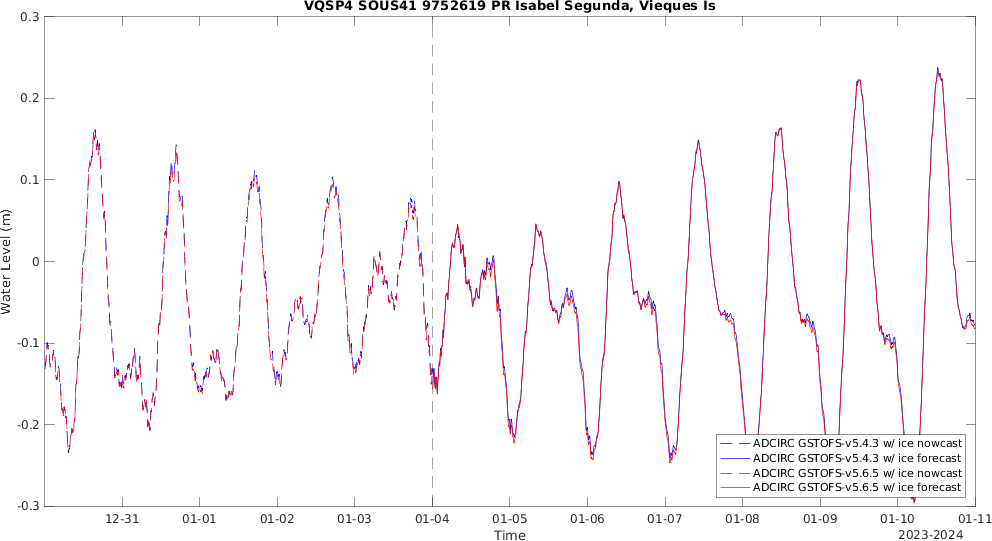 VQSP4 SOUS41 9752619 PR Isabel Segunda, Vieques Is
0.3
0.2
0.1
0
-0.1
-0.2
-0.3
Water Level (m)
ADCIRC GSTOFS-v5.4.3 w/ ice nowcast
ADCIRC GSTOFS-v5.4.3 w/ ice forecast
ADCIRC GSTOFS-v5.6.5 w/ ice nowcast
ADCIRC GSTOFS-v5.6.5 w/ ice forecast
12-31 01-01 01-02 01-03 01-04 01-05 01-06 01-07 01-08 01-09 01-10 01-11
Time
2023-2024